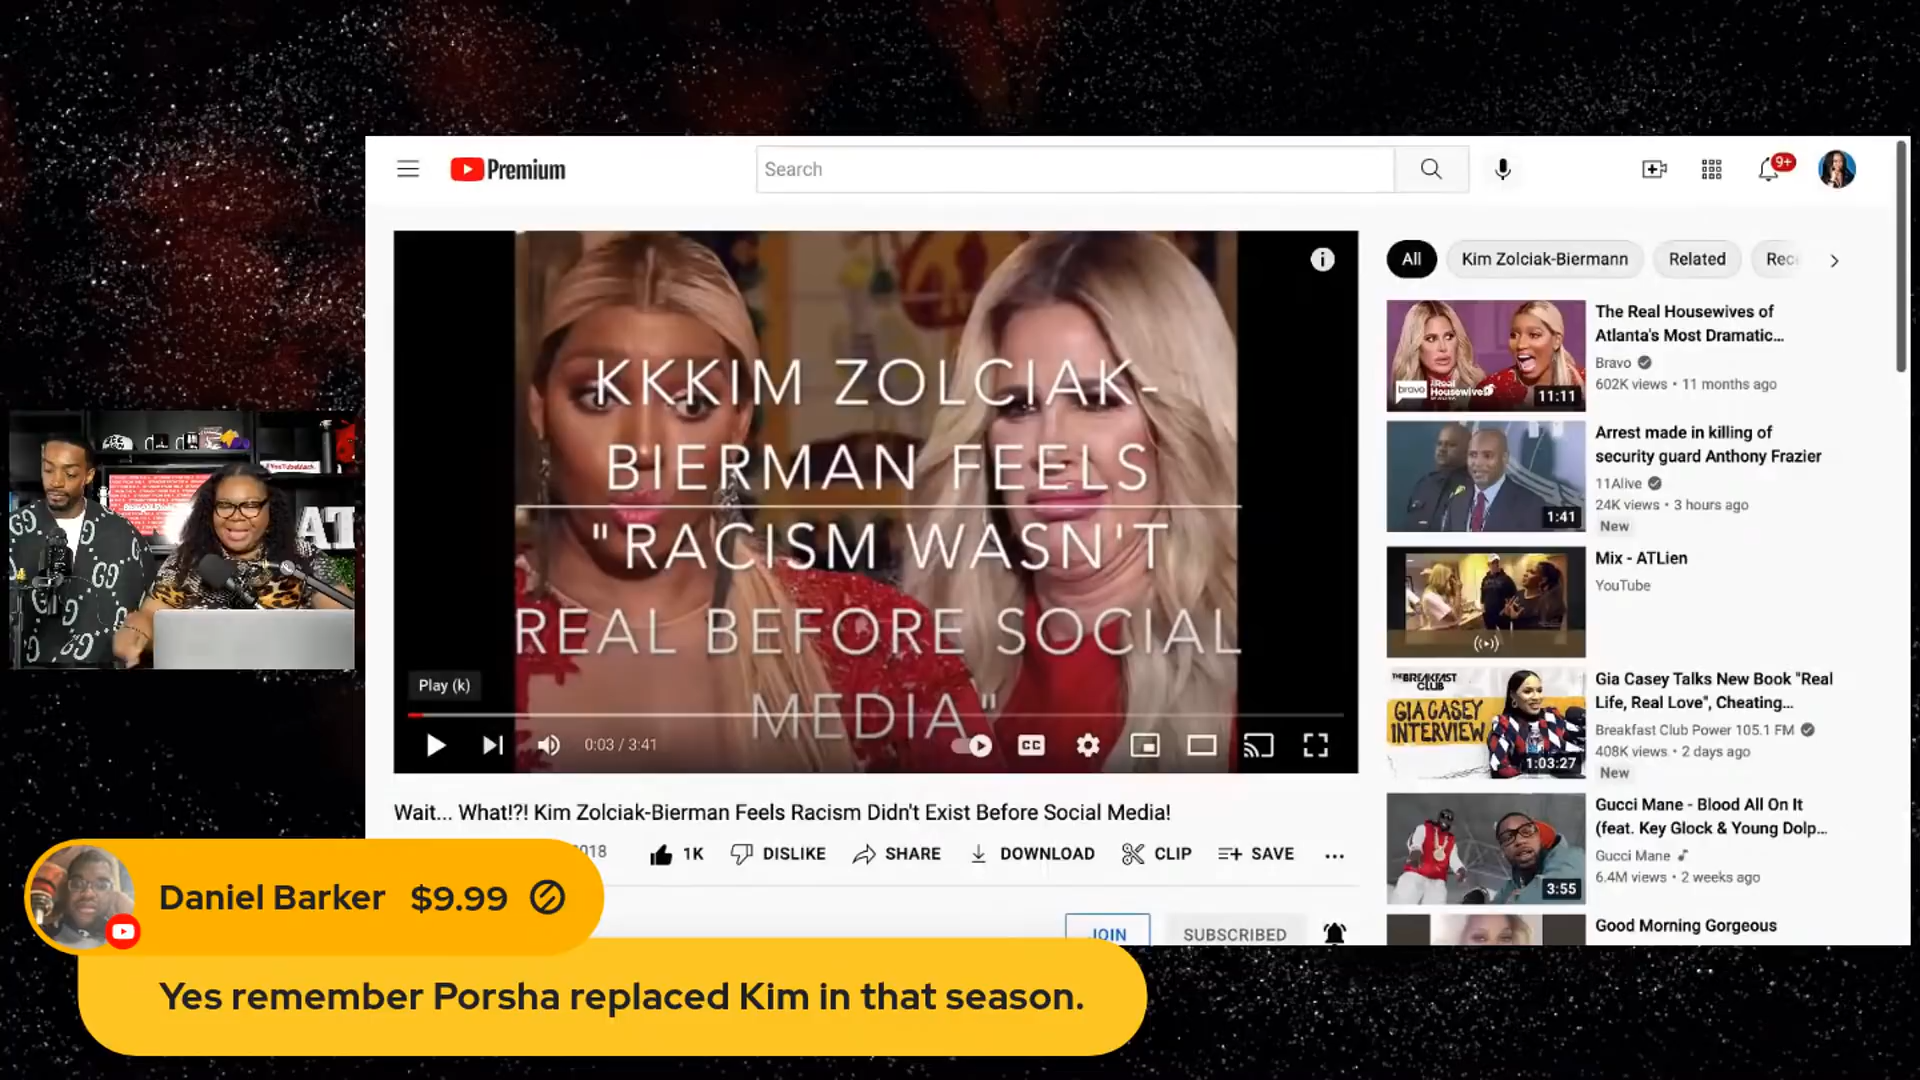 Premium
Search
9+
KKKIM ZOLCIAK-
BIERMAN FEELS
"RACISM WASN'T
REAL BEFORE SOCIAL
MEDIA"
Play (k)
0:03 / 3:41
CC
Wait... What!?! Kim Zolciak-Bierman Feels Racism Didn't Exist Before Social Media!
1K DISLIKE SHARE DOWNLOAD CLIP SAVE ...
JOIN SUBSCRIBED
All Kim Zolciak-Biermann Related
The Real Housewives of
Atlanta's Most Dramatic...
Bravo
602K views • 11 months ago
bravo
Housewives
11:11
Arrest made in killing of
security guard Anthony Frazier
11Alive
24K views • 3 hours ago
New
1:41
Mix - ATLien
YouTube
Gia Casey Talks New Book "Real
Life, Real Love", Cheating...
Breakfast Club Power 105.1 FM
408K views • 2 days ago
New
THE BREAKFAST
CLUB
GIA CASEY
INTERVIEW
1:03:27
Gucci Mane - Blood All On It
(feat. Key Glock & Young Dolp...
Gucci Mane
6.4M views • 2 weeks ago
3:55
Good Morning Gorgeous
#YouTubeBlack
AT
Daniel Barker $9.99
Yes remember Porsha replaced Kim in that season.